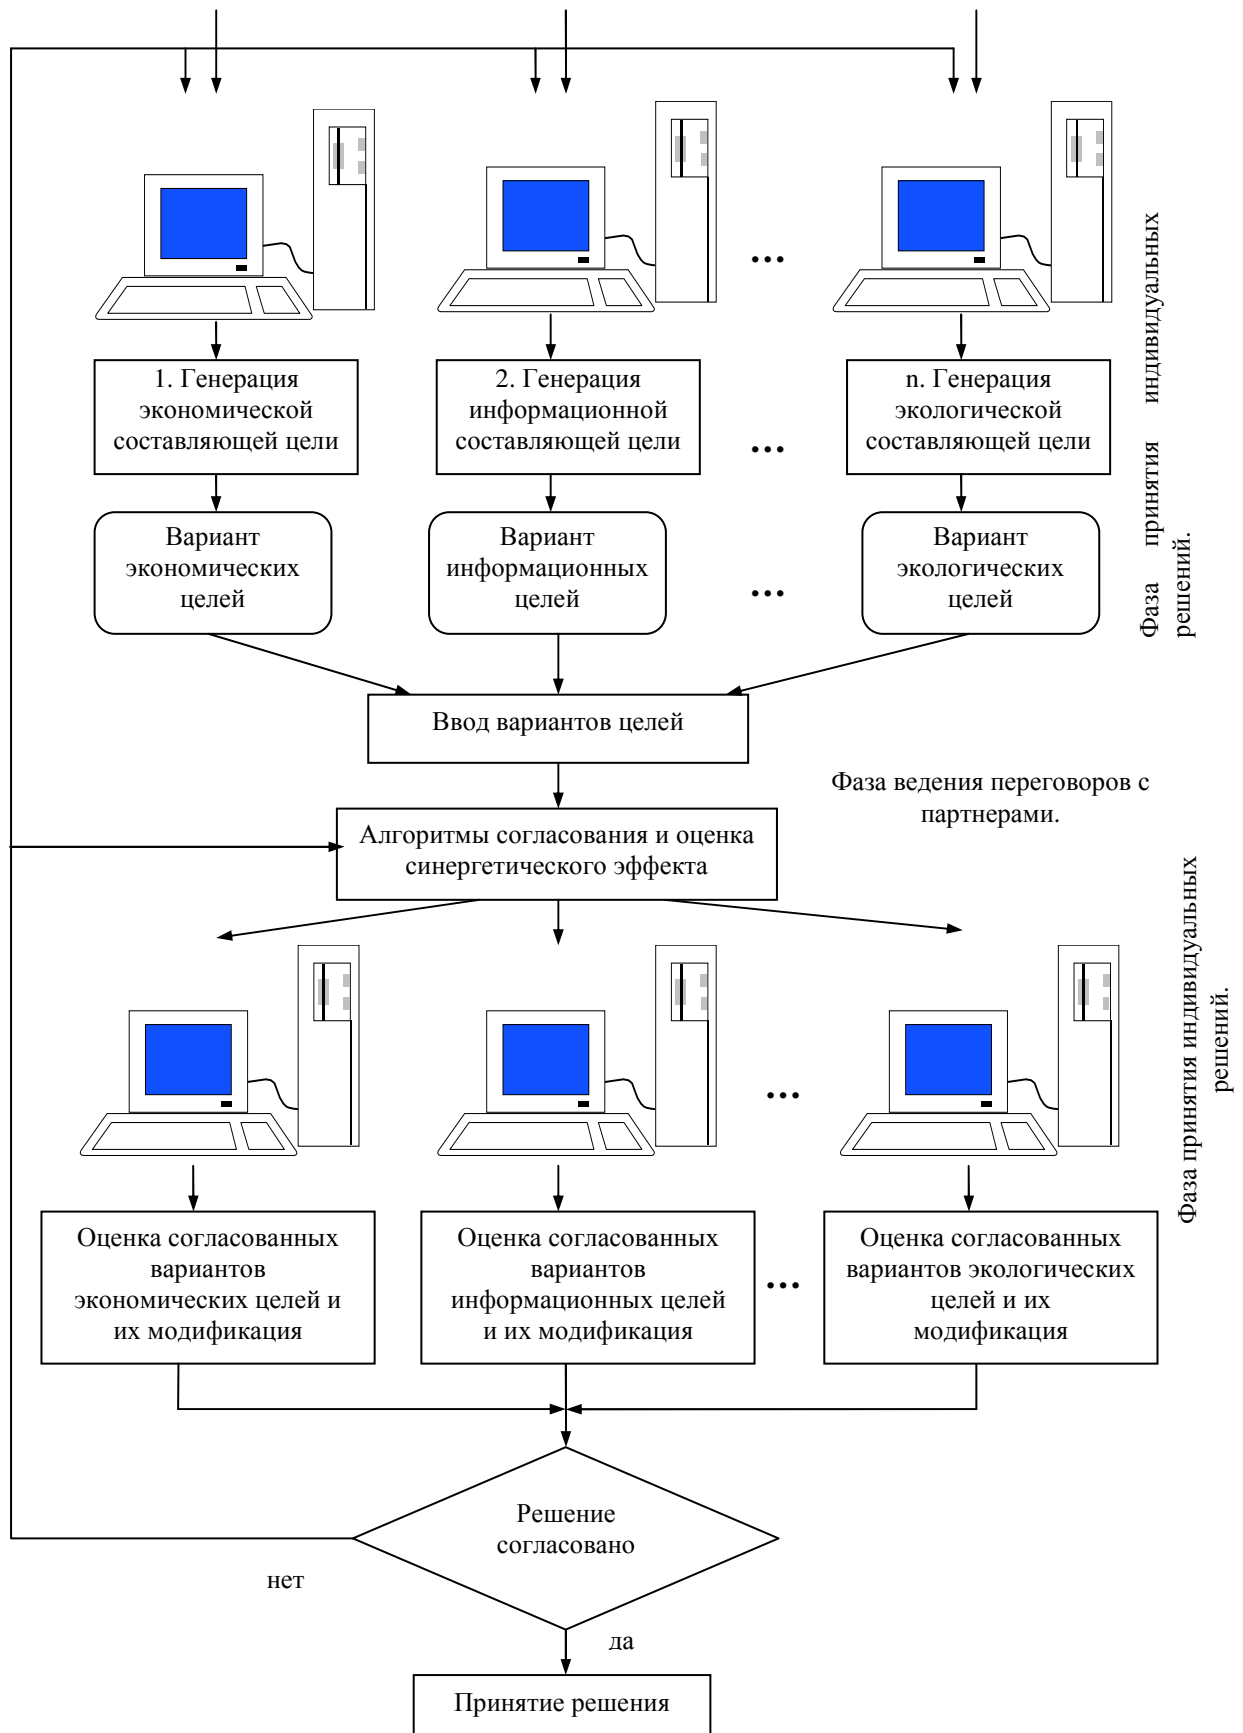 1. Генерация
экономической
составляющей цели
2. Генерация
информационной
составляющей цели
...
n. Генерация
экологической
составляющей цели
...
Вариант
экономических
целей
Вариант
информационных
целей
...
Вариант
экологических
целей
Фаза принятия индивидуальных
решений.
Ввод вариантов целей
Фаза ведения переговоров с
партнерами.
Алгоритмы согласования и оценка
синергетического эффекта
...
Фаза принятия индивидуальных
решений.
Оценка согласованных
вариантов
экономических целей и
их модификация
Оценка согласованных
вариантов
информационных целей
и их модификация
...
Оценка согласованных
вариантов экологических
целей и их
модификация
Решение
согласовано
нет
да
Принятие решения